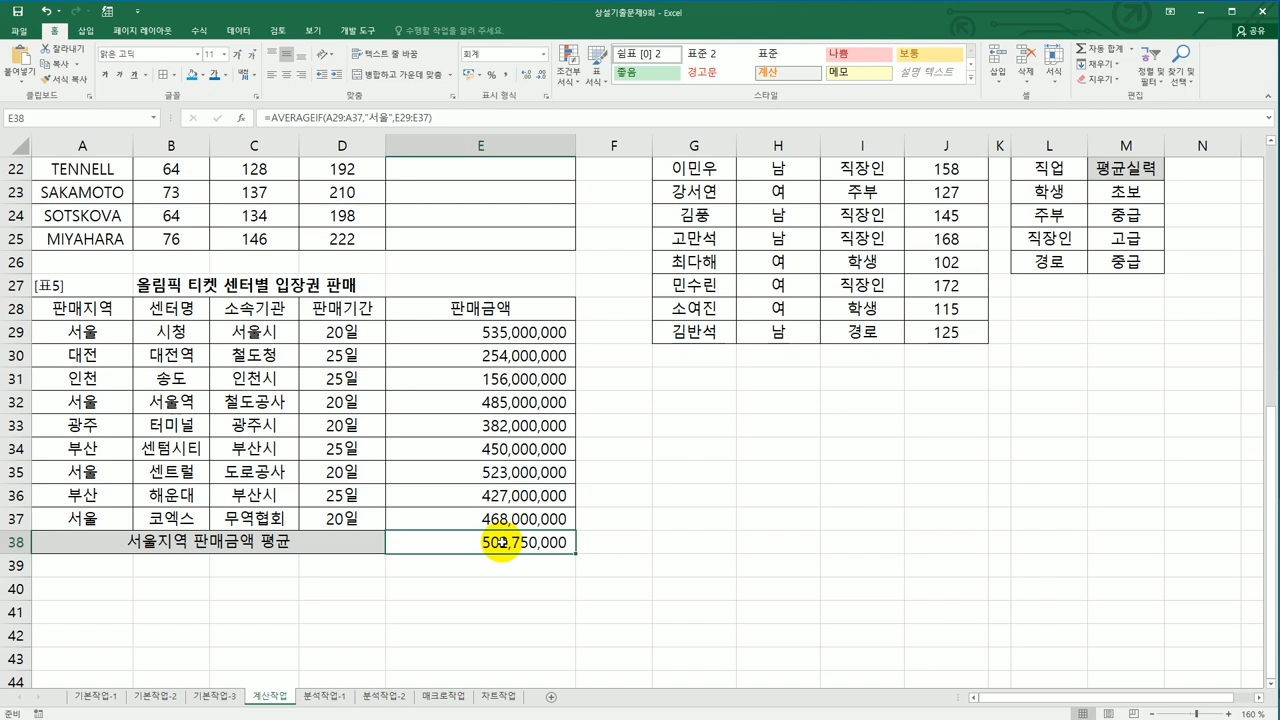 상설기출문제9회 - Excel
파일 홈 삽입 페이지 레이아웃 수식 데이터 검토 보기 개발 도구 수행할 작업을 알려 주세요. 공유
붙여넣기 잘라내기 복사 서식 복사 클립보드
맑은 고딕 11 가 가 가 가 가 가 글꼴
텍스트 줄 바꿈 병합하고 가운데 맞춤 맞춤
회계 % 표시 형식
조건부 서식 표 서식 쉼표 [0] 2 표준 2 표준 나쁨 보통
좋음 경고문 계산 메모 설명 텍스트 스타일
삽입 삭제 서식 셀
자동 합계 채우기 지우기 정렬 및 필터 찾기 및 선택 편집
E38 fx =AVERAGEIF(A29:A37,"서울",E29:E37)
A B C D E F G H I J K L M N
22 TENNELL 64 128 192 이민우 남 직장인 158 직업 평균실력
23 SAKAMOTO 73 137 210 강서연 여 주부 127 학생 초보
24 SOTSKOVA 64 134 198 김풍 남 직장인 145 주부 중급
25 MIYAHARA 76 146 222 고만석 남 직장인 168 직장인 고급
26 최다해 여 학생 102 경로 중급
27 [표5] 올림픽 티켓 센터별 입장권 판매 민수린 여 직장인 172
28 판매지역 센터명 소속기관 판매기간 판매금액 소여진 여 학생 115
29 서울 시청 서울시 20일 535,000,000 김반석 남 경로 125
30 대전 대전역 철도청 25일 254,000,000
31 인천 송도 인천시 25일 156,000,000
32 서울 서울역 철도공사 20일 485,000,000
33 광주 터미널 광주시 20일 382,000,000
34 부산 센텀시티 부산시 25일 450,000,000
35 서울 센트럴 도로공사 20일 523,000,000
36 부산 해운대 부산시 25일 427,000,000
37 서울 코엑스 무역협회 20일 468,000,000
38 서울지역 판매금액 평균 502,750,000
39
40
41
42
43
44
기본작업-1 기본작업-2 기본작업-3 계산작업 분석작업-1 분석작업-2 매크로작업 차트작업
준비 160 %